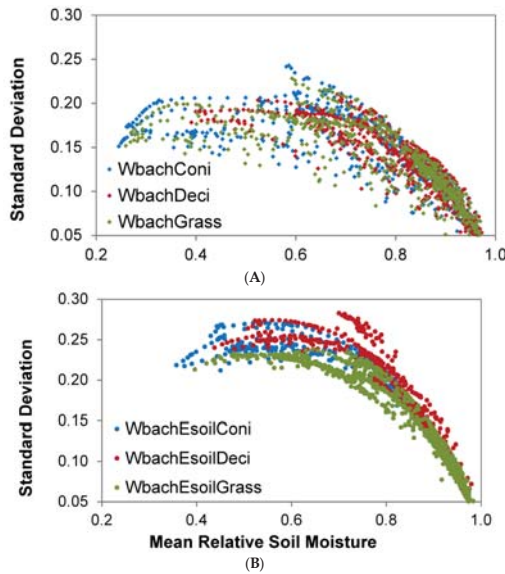 0.30
0.25
0.20
0.15
0.10
0.05
Standard Deviation
WbachConi
WbachDeci
WbachGrass
0.2 0.4 0.6 0.8 1.0
(A)
0.30
0.25
0.20
0.15
0.10
0.05
Standard Deviation
WbachEsoilConi
WbachEsoilDeci
WbachEsoilGrass
0.2 0.4 0.6 0.8 1.0
Mean Relative Soil Moisture
(B)